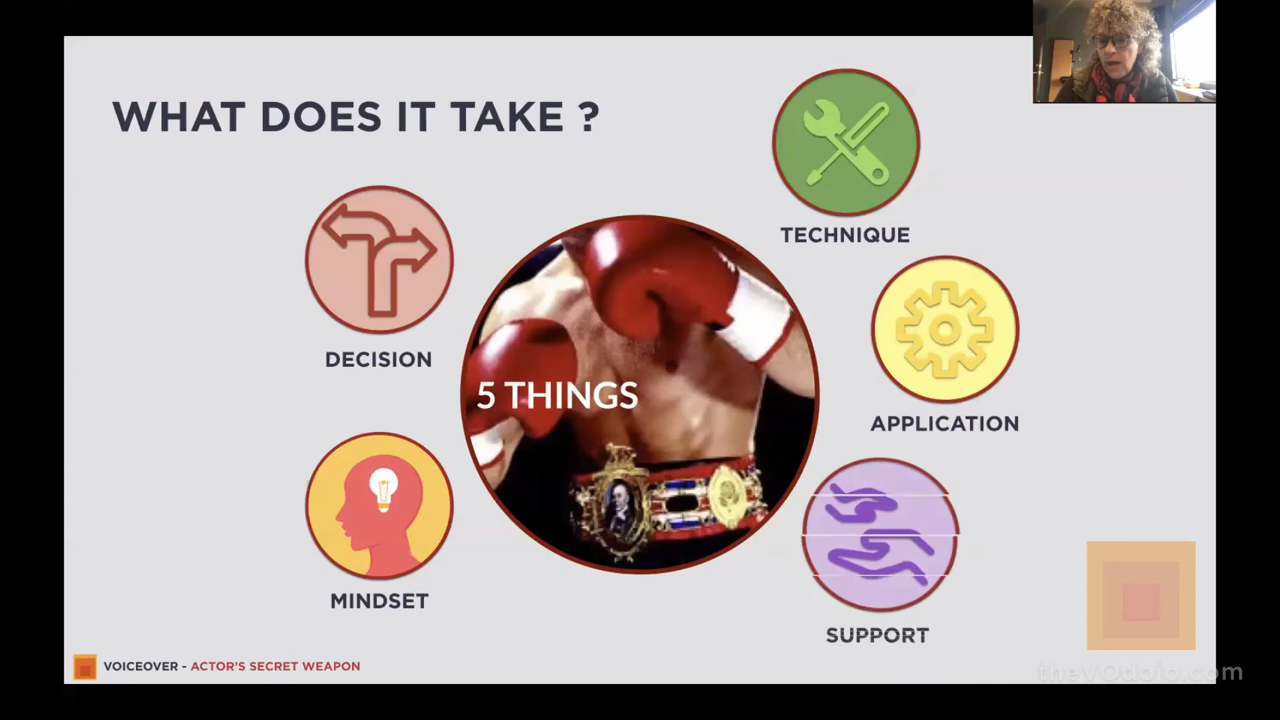 WHAT DOES IT TAKE ?
TECHNIQUE
DECISION
5 THINGS
APPLICATION
MINDSET
SUPPORT
VOICEOVER - ACTOR'S SECRET WEAPON
theVOdojo.com